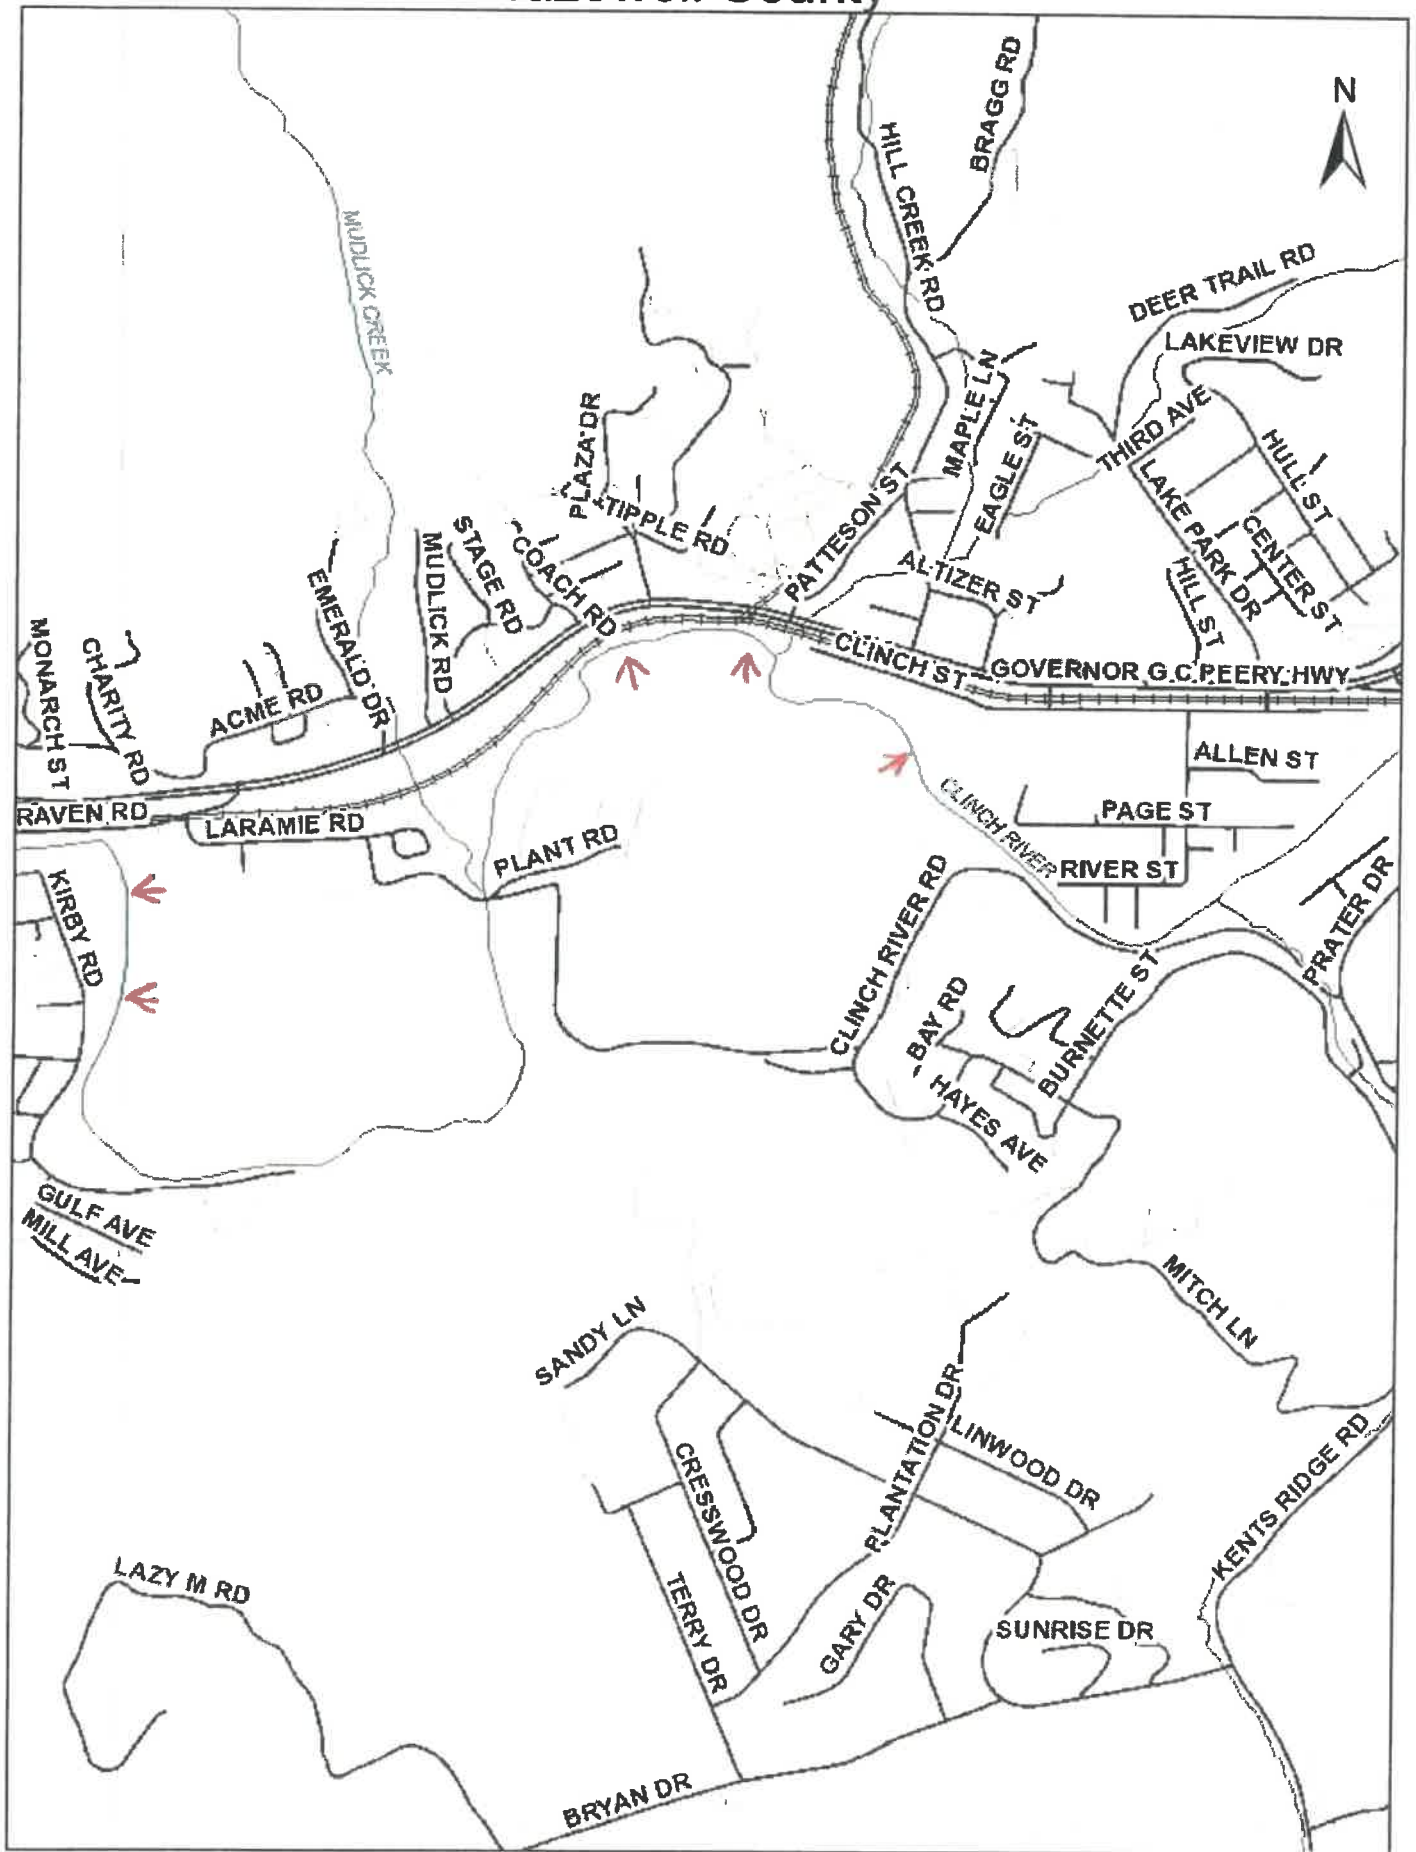 N
BRAGG RD
HILL CREEK RD
MUDLICK CREEK
DEER TRAIL RD
LAKEVIEW DR
MAPLE LN
THIRD AVE
PLAZA DR
EAGLE ST
HULL ST
LAKE PARK DR
PATTESON ST
TIPPLE RD
STAGE RD
COACH RD
CENTER ST
MUDLICK RD
EMERALD DR
ALTIZER ST
HILL ST
MONARCH ST
CHARITY RD
CLINCH ST
GOVERNOR G.C.PEERY HWY
ACME RD
ALLEN ST
RAVEN RD
LARAMIE RD
PAGE ST
CLINCH RIVER
PLANT RD
RIVER ST
KIRBY RD
PRATER DR
CLINCH RIVER RD
BAY RD
BURNETTE ST
HAYES AVE
GULF AVE
MILL AVE
MITCH LN
SANDY LN
PLANTATION DR
LINWOOD DR
CRESSWOOD DR
KENTS RIDGE RD
LAZY M RD
TERRY DR
GARY DR
SUNRISE DR
BRYAN DR